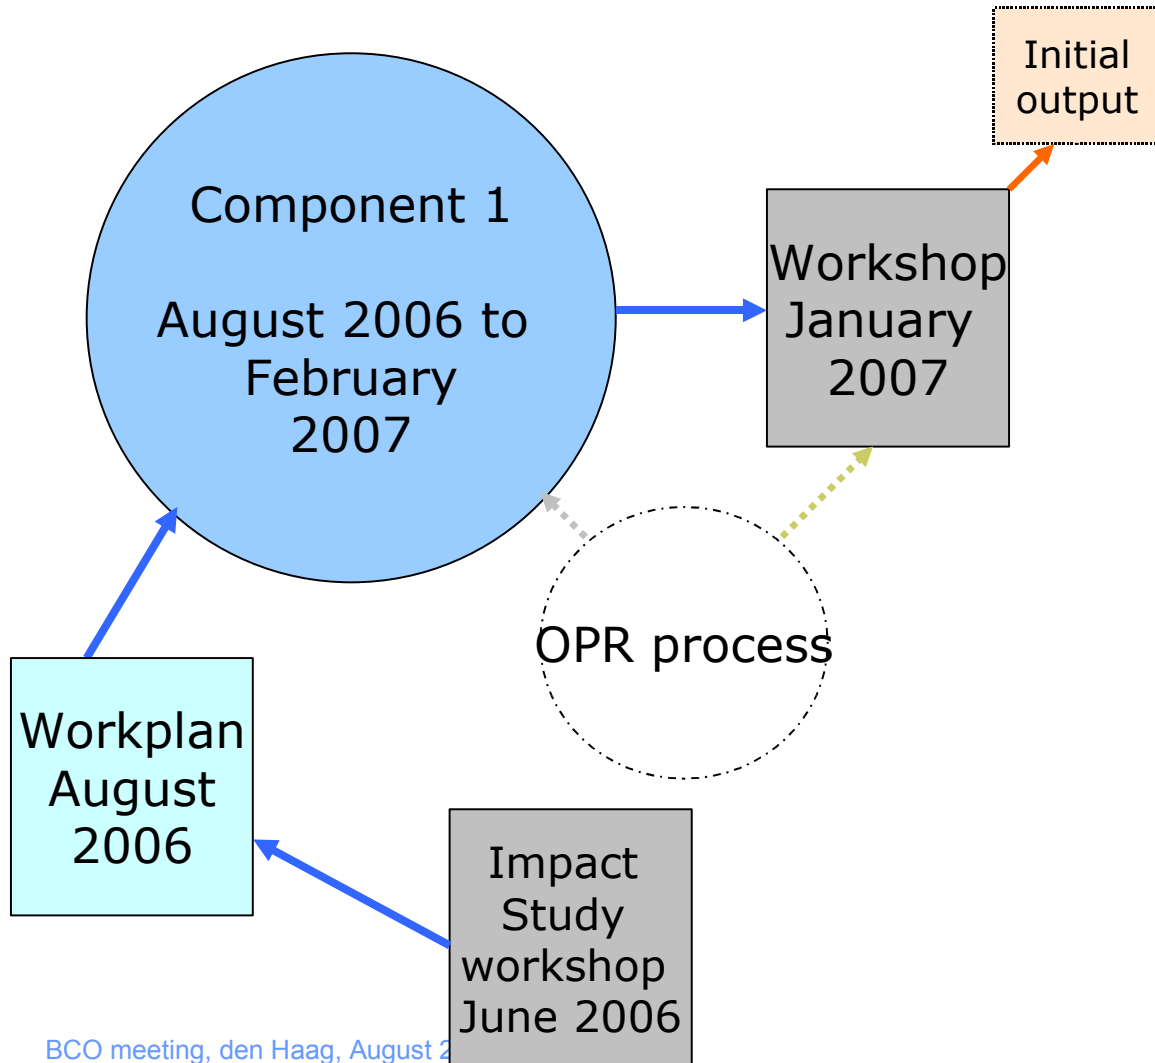 Initial
output
Component 1
August 2006 to
February
2007
Workshop
January
2007
OPR process
Workplan
August
2006
Impact
Study
workshop
June 2006
BCO meeting, den Haag, August 2